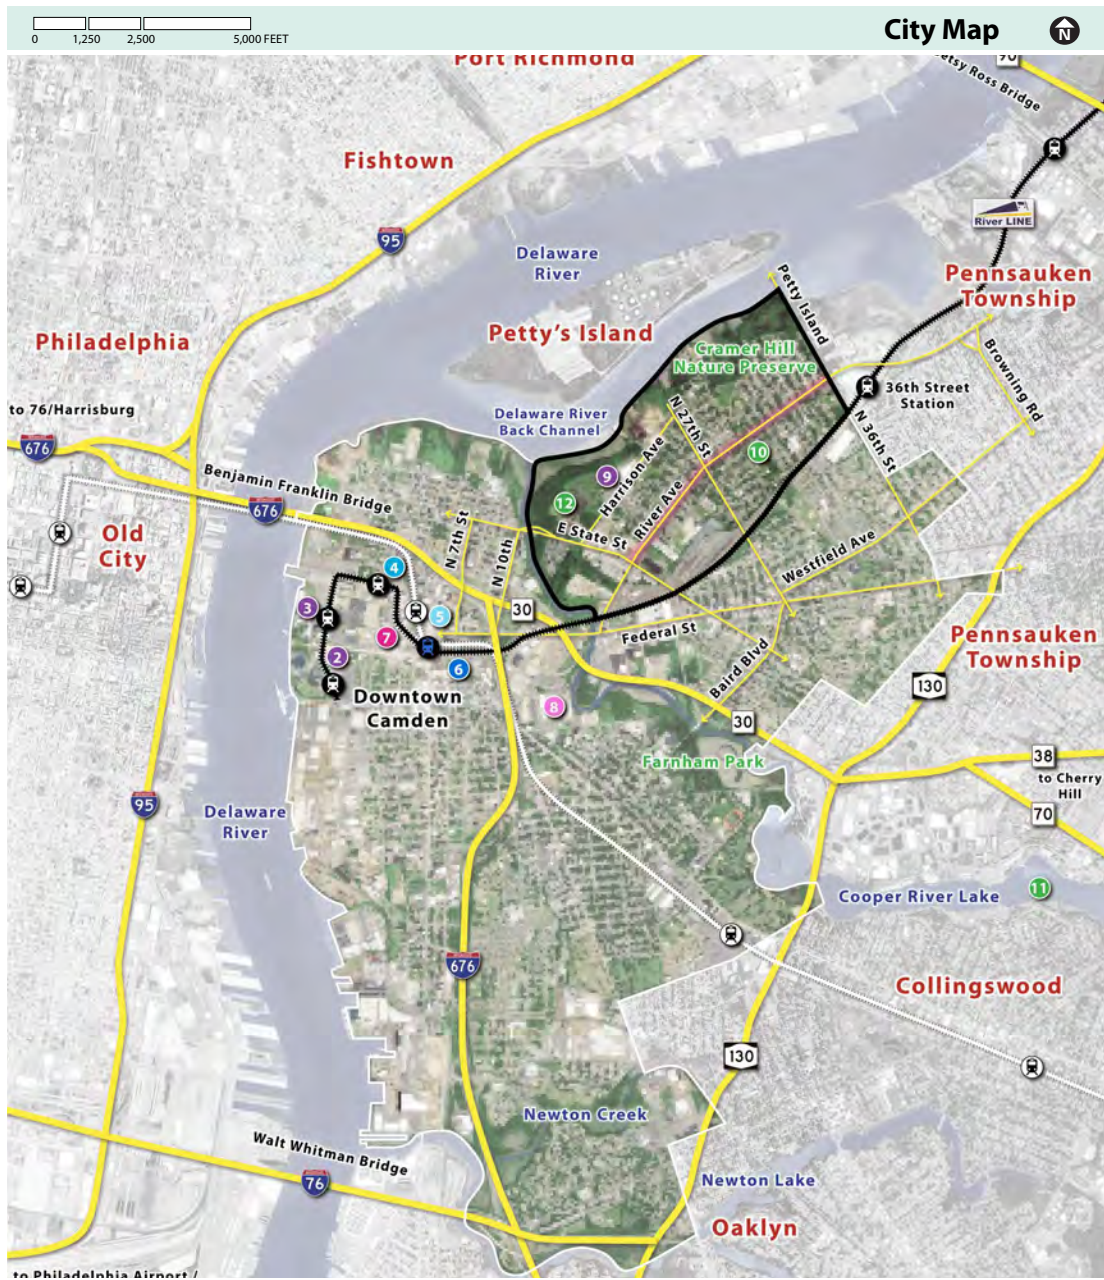 0 1,250 2,500 5,000 FEET
City Map
N
Port Richmond
90
etsy Ross Bridge
Fishtown
95
River LINE
Delaware
River
Pennsauken
Township
Petty Island
Philadelphia
Petty's Island
Cramer Hill
Nature Preserve
Browning Rd
36th Street
Station
to 76/Harrisburg
Delaware River
Back Channel
N 27th St
N 36th St
676
Benjamin Franklin Bridge
Harrison Ave
9
10
12
River Ave
676
Old
City
N 7th St
N 10th
E State St
Westfield Ave
4
3
5
30
7
Federal St
Pennsauken
Township
2
6
Baird Blvd
130
Downtown
Camden
8
30
Farnham Park
38
to Cherry
Hill
95
Delaware
River
70
11
Cooper River Lake
676
Collingswood
130
Newton Creek
Walt Whitman Bridge
76
Newton Lake
Oaklyn
to Philadelphia Airport /